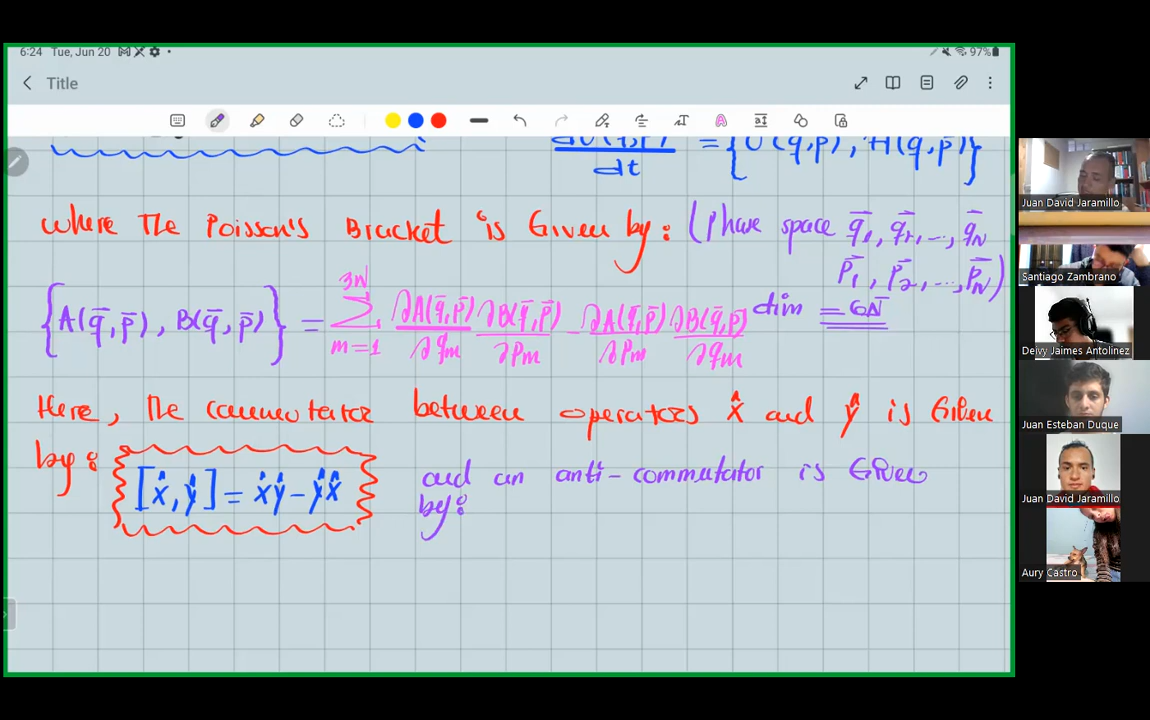 6:24 Tue, Jun 20
97%
Title
dU(q,p)/dt = {U(q,p), H(q,p)}
where The Poisson's Bracket is Given by: (Phase space q⃗1, q⃗2, ..., q⃗N
p⃗1, p⃗2, ..., p⃗N)
{A(q̄,p̄), B(q̄,p̄)} = Σ_{m=1}^{3N} ∂A(q̄,p̄)/∂qm ∂B(q̄,p̄)/∂pm - ∂A(q̄,p̄)/∂pm ∂B(q̄,p̄)/∂qm dim = 6N
Here, The commutator between operators x̂ and ŷ is Given
by: [x̂,ŷ] = x̂ŷ - ŷx̂ and an anti-commutator is Given
by:
Juan David Jaramillo
Santiago Zambrano
Deivy Jaimes Antolinez
Juan Esteban Duque
Juan David Jaramillo
Aury Castro